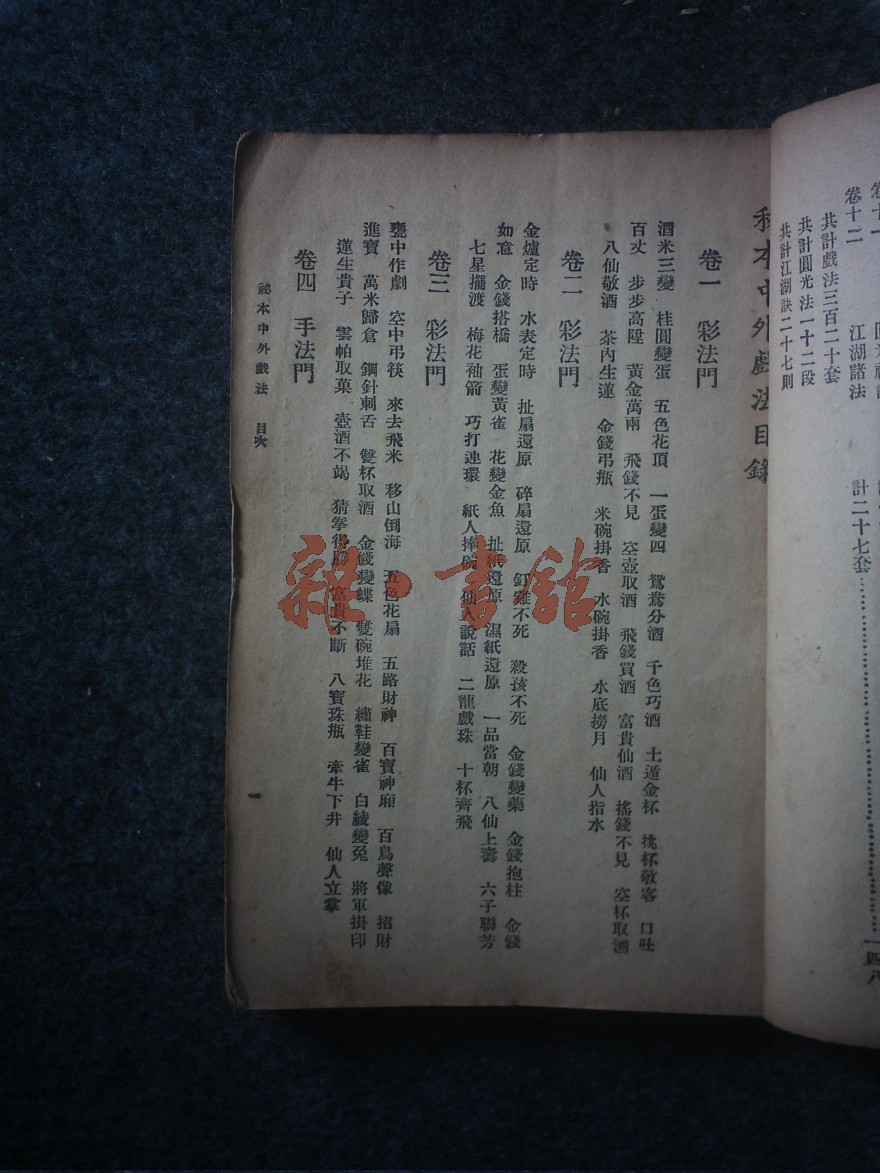 卷十二 江湖諸法 計二十七套 一四八
共計戲法三百二十套
共計圓光法一十二段
共計江湖訣二十七則
秘本中外戲法目錄
卷一 彩法門
酒米三變 桂圓變蛋 五色花頂 一蛋變四 鴛鴦分酒 千色巧酒 土遁金杯 挑杯敬客 口吐
百丈 步步高陞 黃金萬兩 飛錢不見 空壺取酒 飛錢買酒 富貴仙酒 搖錢不見 空杯取酒
八仙敬酒 茶內生蓮 金錢弔瓶 米碗掛香 水碗掛香 水底撈月 仙人指水
卷二 彩法門
金爐定時 水表定時 扯扇還原 碎扇還原 釘雞不死 殺孩不死 金錢變藥 金錢抱柱 金錢
如意 金錢搭橋 蛋變黃雀 花變金魚 扯紙還原 濕紙還原 一品當朝 八仙上壽 六子聯芳
七星擺渡 梅花袖箭 巧打連環 紙人捧碗 仙人說話 二龍戲珠 十杯齊飛
卷三 彩法門
甕中作劇 空中弔筷 來去飛米 移山倒海 五色花扇 五路財神 百寶神廂 百鳥聲像 招財
進寶 萬米歸倉 鋼針刺舌 雙杯取酒 金錢變蝶 雙碗堆花 繡鞋變雀 白綾變兔 將軍掛印
蓮生貴子 雲帕取菓 壺酒不竭 猜拳得勝 富貴不斷 八寶珠瓶 牽牛下井 仙人立掌
卷四 手法門
祕本中外戲法 目次
一